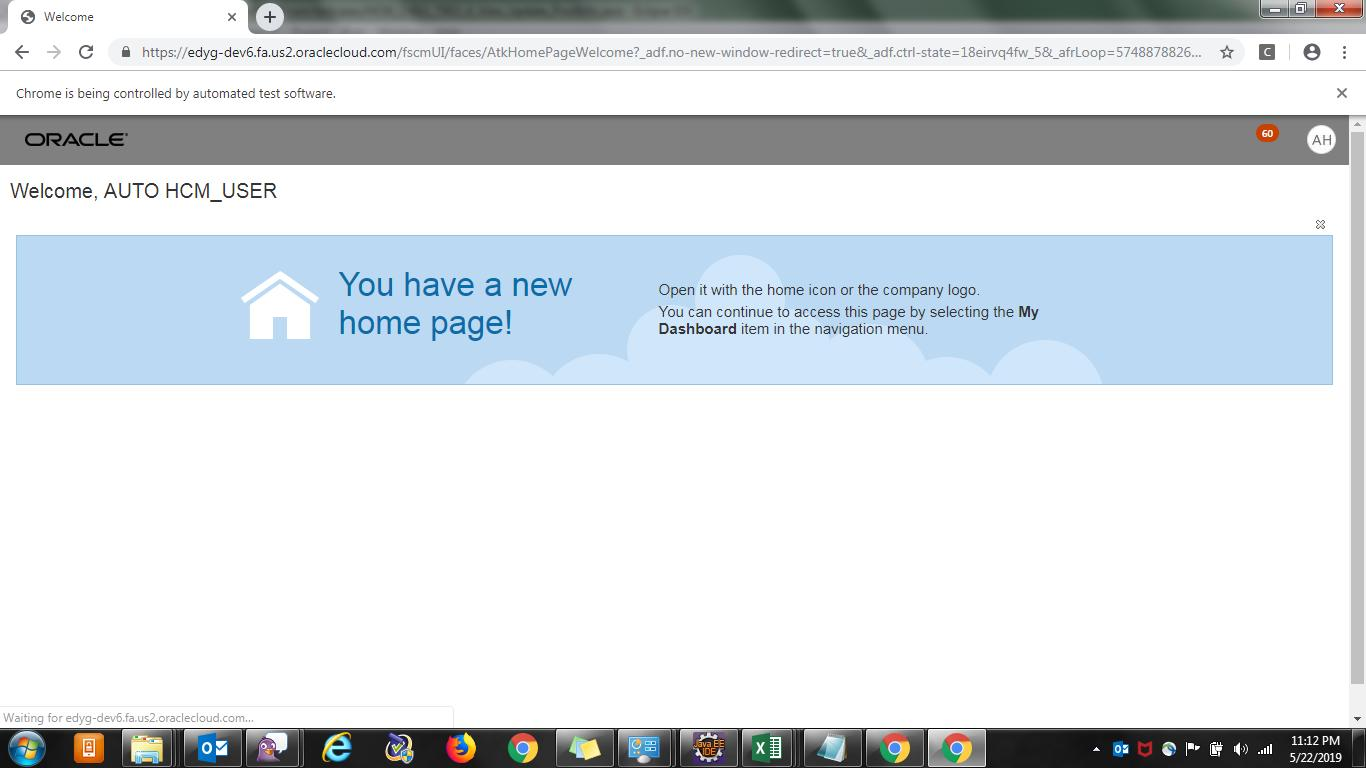 Welcome
https://edyg-dev6.fa.us2.oraclecloud.com/fscmUI/faces/AtkHomePageWelcome?_adf.no-new-window-redirect=true&_adf.ctrl-state=18eirvq4fw_5&_afrLoop=5748878826...
C
Chrome is being controlled by automated test software.
ORACLE
60
AH
Welcome, AUTO HCM_USER
You have a new
home page!
Open it with the home icon or the company logo.
You can continue to access this page by selecting the My
Dashboard item in the navigation menu.
Waiting for edyg-dev6.fa.us2.oraclecloud.com...
Java EE
IDE
11:12 PM
5/22/2019